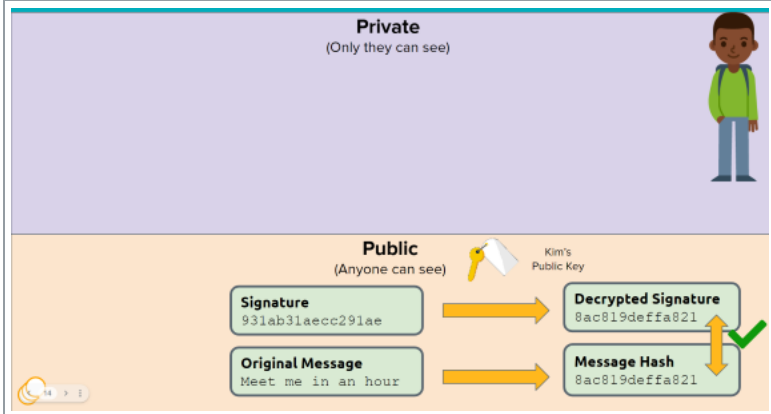 Private
(Only they can see)
Public
(Anyone can see)
Kim's
Public Key
Signature
931ab31aecc291ae
Decrypted Signature
8ac819deffa821
Original Message
Meet me in an hour
Message Hash
8ac819deffa821
14